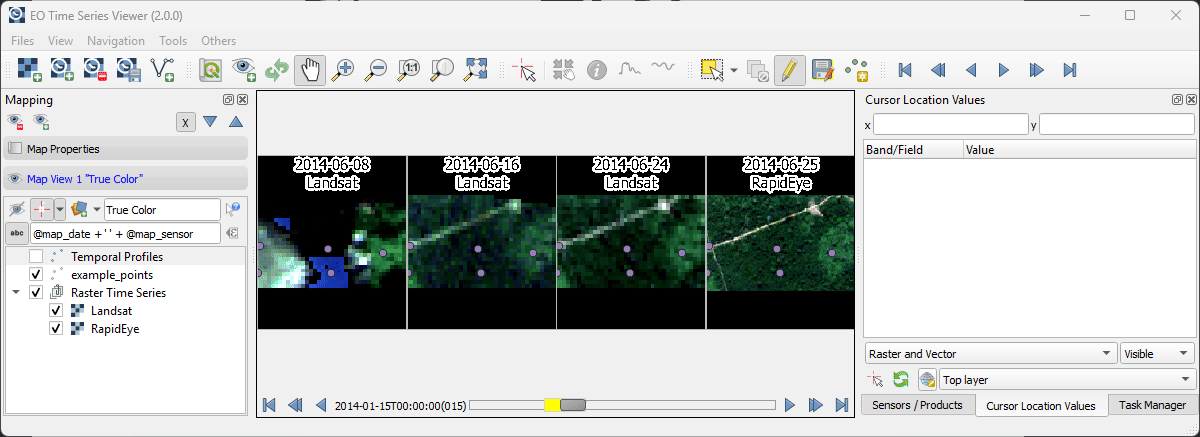 EO Time Series Viewer (2.0.0)
Files View Navigation Tools Others
1:1
Mapping
Cursor Location Values
x
x y
Map Properties
Band/Field Value
Map View 1 "True Color"
True Color
abc @map_date + ' ' + @map_sensor
Temporal Profiles
example_points
Raster Time Series
Landsat
RapidEye
2014-06-08
Landsat
2014-06-16
Landsat
2014-06-24
Landsat
2014-06-25
RapidEye
2014-01-15T00:00:00(015)
Raster and Vector Visible
Top layer
Sensors / Products Cursor Location Values Task Manager